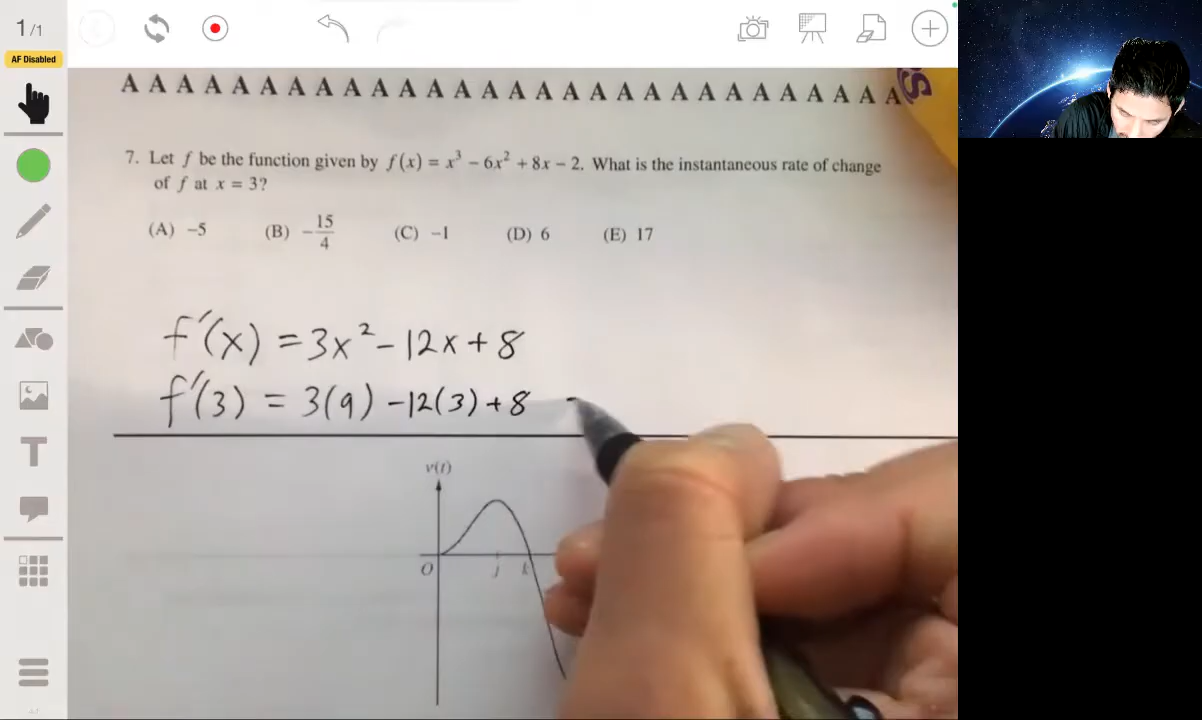 1/1
AF Disabled
A A A A A A A A A A A A A A A A A A A A A A A A A A A A A
7. Let f be the function given by f(x) = x³ − 6x² + 8x − 2. What is the instantaneous rate of change
of f at x = 3?
(A) −5 (B) −15/4 (C) −1 (D) 6 (E) 17
f′(x) = 3x² − 12x + 8
f′(3) = 3(9) − 12(3) + 8
v(t)
O j k
T